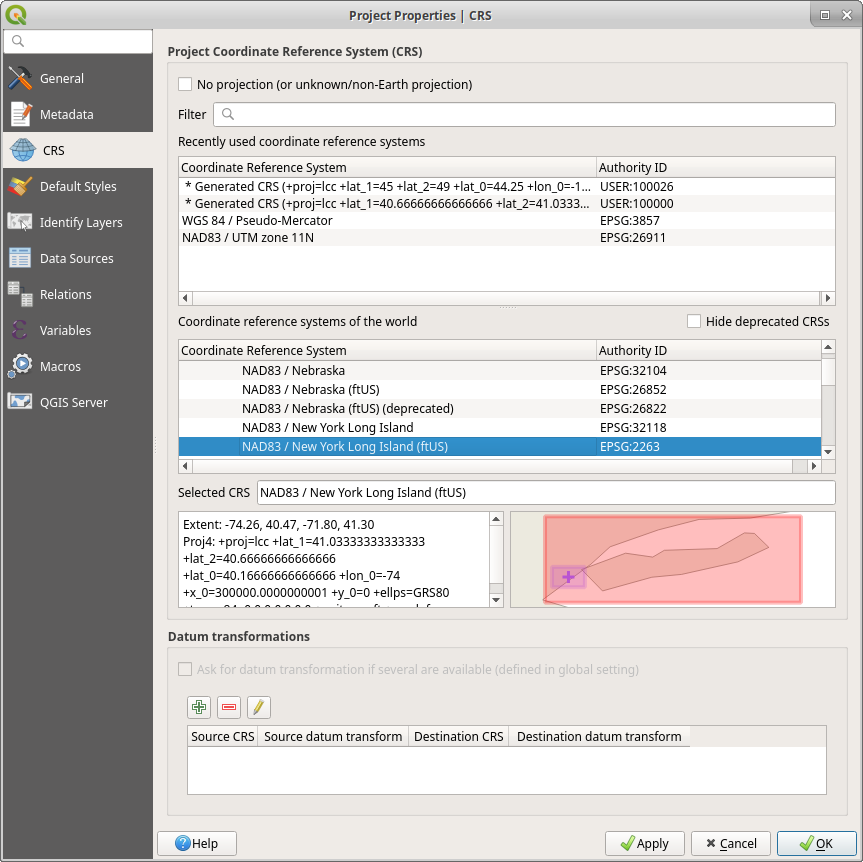 Project Properties | CRS
General
Metadata
CRS
Default Styles
Identify Layers
Data Sources
Relations
Variables
Macros
QGIS Server
Project Coordinate Reference System (CRS)
No projection (or unknown/non-Earth projection)
Filter
Recently used coordinate reference systems
Coordinate Reference System Authority ID
* Generated CRS (+proj=lcc +lat_1=45 +lat_2=49 +lat_0=44.25 +lon_0=-1... USER:100026
* Generated CRS (+proj=lcc +lat_1=40.66666666666666 +lat_2=41.0333... USER:100000
WGS 84 / Pseudo-Mercator EPSG:3857
NAD83 / UTM zone 11N EPSG:26911
Coordinate reference systems of the world Hide deprecated CRSs
Coordinate Reference System Authority ID
NAD83 / Nebraska EPSG:32104
NAD83 / Nebraska (ftUS) EPSG:26852
NAD83 / Nebraska (ftUS) (deprecated) EPSG:26822
NAD83 / New York Long Island EPSG:32118
NAD83 / New York Long Island (ftUS) EPSG:2263
Selected CRS NAD83 / New York Long Island (ftUS)
Extent: -74.26, 40.47, -71.80, 41.30
Proj4: +proj=lcc +lat_1=41.03333333333333
+lat_2=40.66666666666666
+lat_0=40.16666666666666 +lon_0=-74
+x_0=300000.0000000001 +y_0=0 +ellps=GRS80
Datum transformations
Ask for datum transformation if several are available (defined in global setting)
Source CRS Source datum transform Destination CRS Destination datum transform
Help Apply Cancel OK